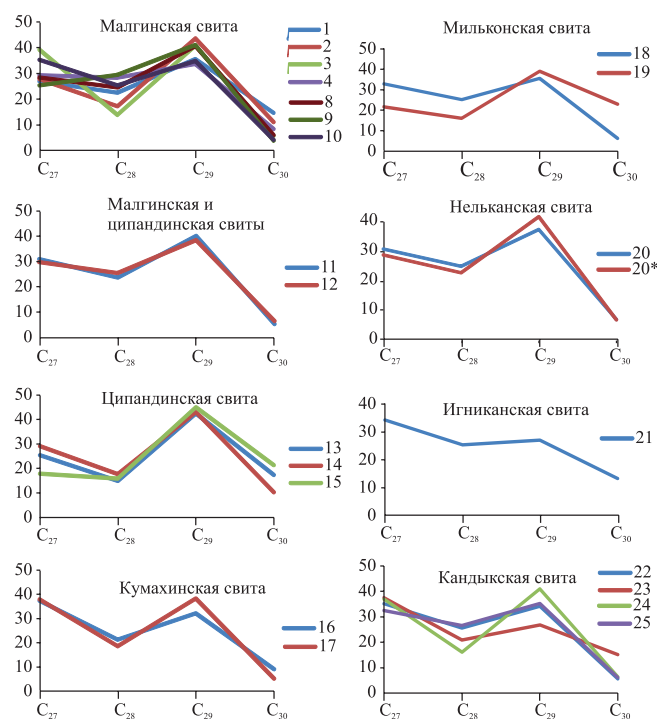 Малгинская свита
50
40
30
20
10
0
C27
C28
C29
C30
1
2
3
4
8
9
10
Мильконская свита
50
40
30
20
10
0
C27
C28
C29
C30
18
19
Малгинская и
ципандинская свиты
50
40
30
20
10
0
C27
C28
C29
C30
11
12
Нельканская свита
40
30
20
10
0
C27
C28
C29
C30
20
20*
Ципандинская свита
50
40
30
20
10
0
C27
C28
C29
C30
13
14
15
Игниканская свита
40
30
20
10
0
C27
C28
C29
C30
21
Кумахинская свита
50
40
30
20
10
0
C27
C28
C29
C30
16
17
Кандыкская свита
50
40
30
20
10
0
C27
C28
C29
C30
22
23
24
25